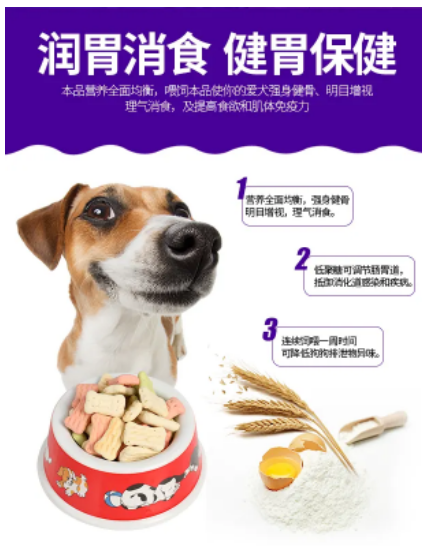 润胃消食 健胃保健
本品营养全面均衡，喂饲本品使你的爱犬强身健骨、明目增视
理气消食，及提高食欲和肌体免疫力
1
营养全面均衡，强身健骨
明目增视，理气消食。
2
低聚糖可调节肠胃道，
抵御消化道感染和疾病。
3
连续饲喂一周时间
可降低狗狗排泄物异味。